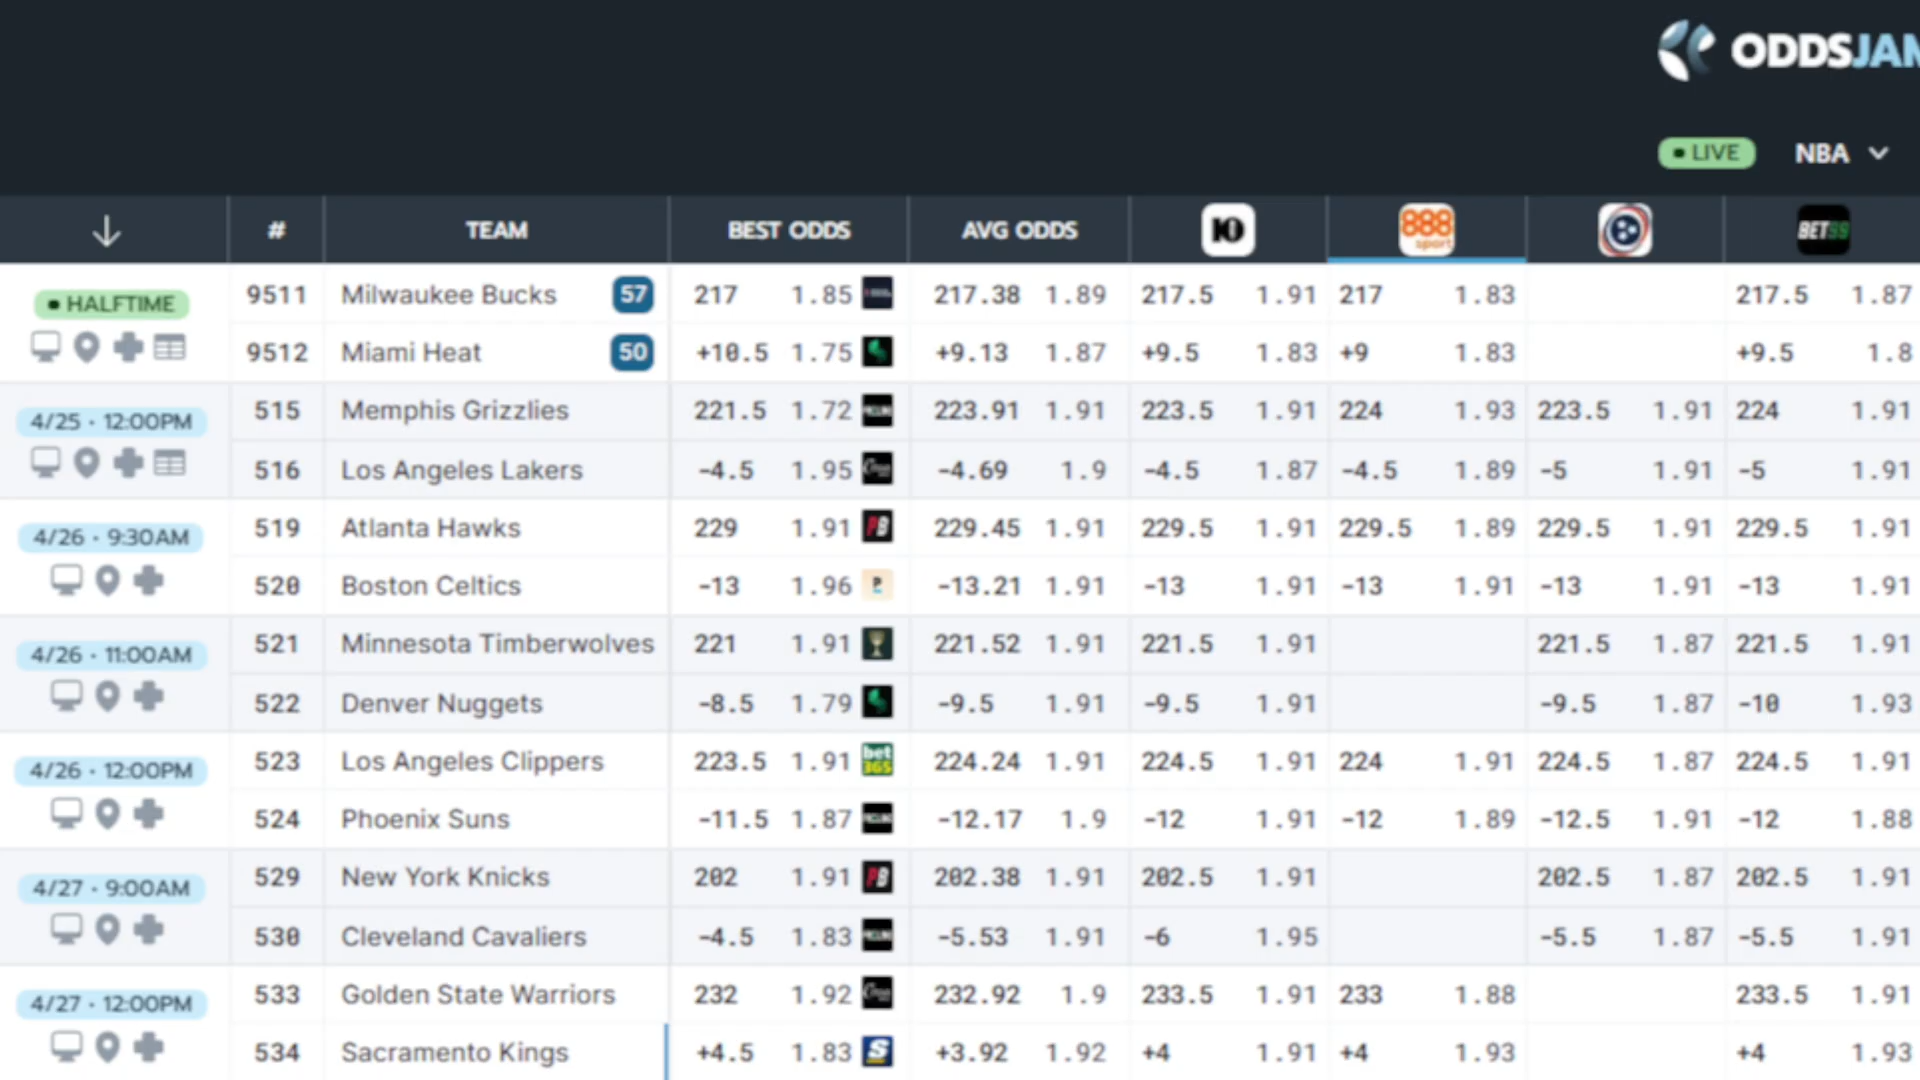 ODDSJAM
LIVE NBA
# TEAM BEST ODDS AVG ODDS 10 888 sport BET99
HALFTIME
9511 Milwaukee Bucks 57 217 1.85 217.38 1.89 217.5 1.91 217 1.83 217.5 1.87
9512 Miami Heat 50 +10.5 1.75 +9.13 1.87 +9.5 1.83 +9 1.83 +9.5 1.8
4/25 · 12:00PM
515 Memphis Grizzlies 221.5 1.72 223.91 1.91 223.5 1.91 224 1.93 223.5 1.91 224 1.91
516 Los Angeles Lakers -4.5 1.95 -4.69 1.9 -4.5 1.87 -4.5 1.89 -5 1.91 -5 1.91
4/26 · 9:30AM
519 Atlanta Hawks 229 1.91 PB 229.45 1.91 229.5 1.91 229.5 1.89 229.5 1.91 229.5 1.91
520 Boston Celtics -13 1.96 -13.21 1.91 -13 1.91 -13 1.91 -13 1.91 -13 1.91
4/26 · 11:00AM
521 Minnesota Timberwolves 221 1.91 221.52 1.91 221.5 1.91 221.5 1.87 221.5 1.91
522 Denver Nuggets -8.5 1.79 -9.5 1.91 -9.5 1.91 -9.5 1.87 -10 1.93
4/26 · 12:00PM
523 Los Angeles Clippers 223.5 1.91 bet365 224.24 1.91 224.5 1.91 224 1.91 224.5 1.87 224.5 1.91
524 Phoenix Suns -11.5 1.87 -12.17 1.9 -12 1.91 -12 1.89 -12.5 1.91 -12 1.88
4/27 · 9:00AM
529 New York Knicks 202 1.91 PB 202.38 1.91 202.5 1.91 202.5 1.87 202.5 1.91
530 Cleveland Cavaliers -4.5 1.83 -5.53 1.91 -6 1.95 -5.5 1.87 -5.5 1.91
4/27 · 12:00PM
533 Golden State Warriors 232 1.92 232.92 1.9 233.5 1.91 233 1.88 233.5 1.91
534 Sacramento Kings +4.5 1.83 S +3.92 1.92 +4 1.91 +4 1.93 +4 1.93